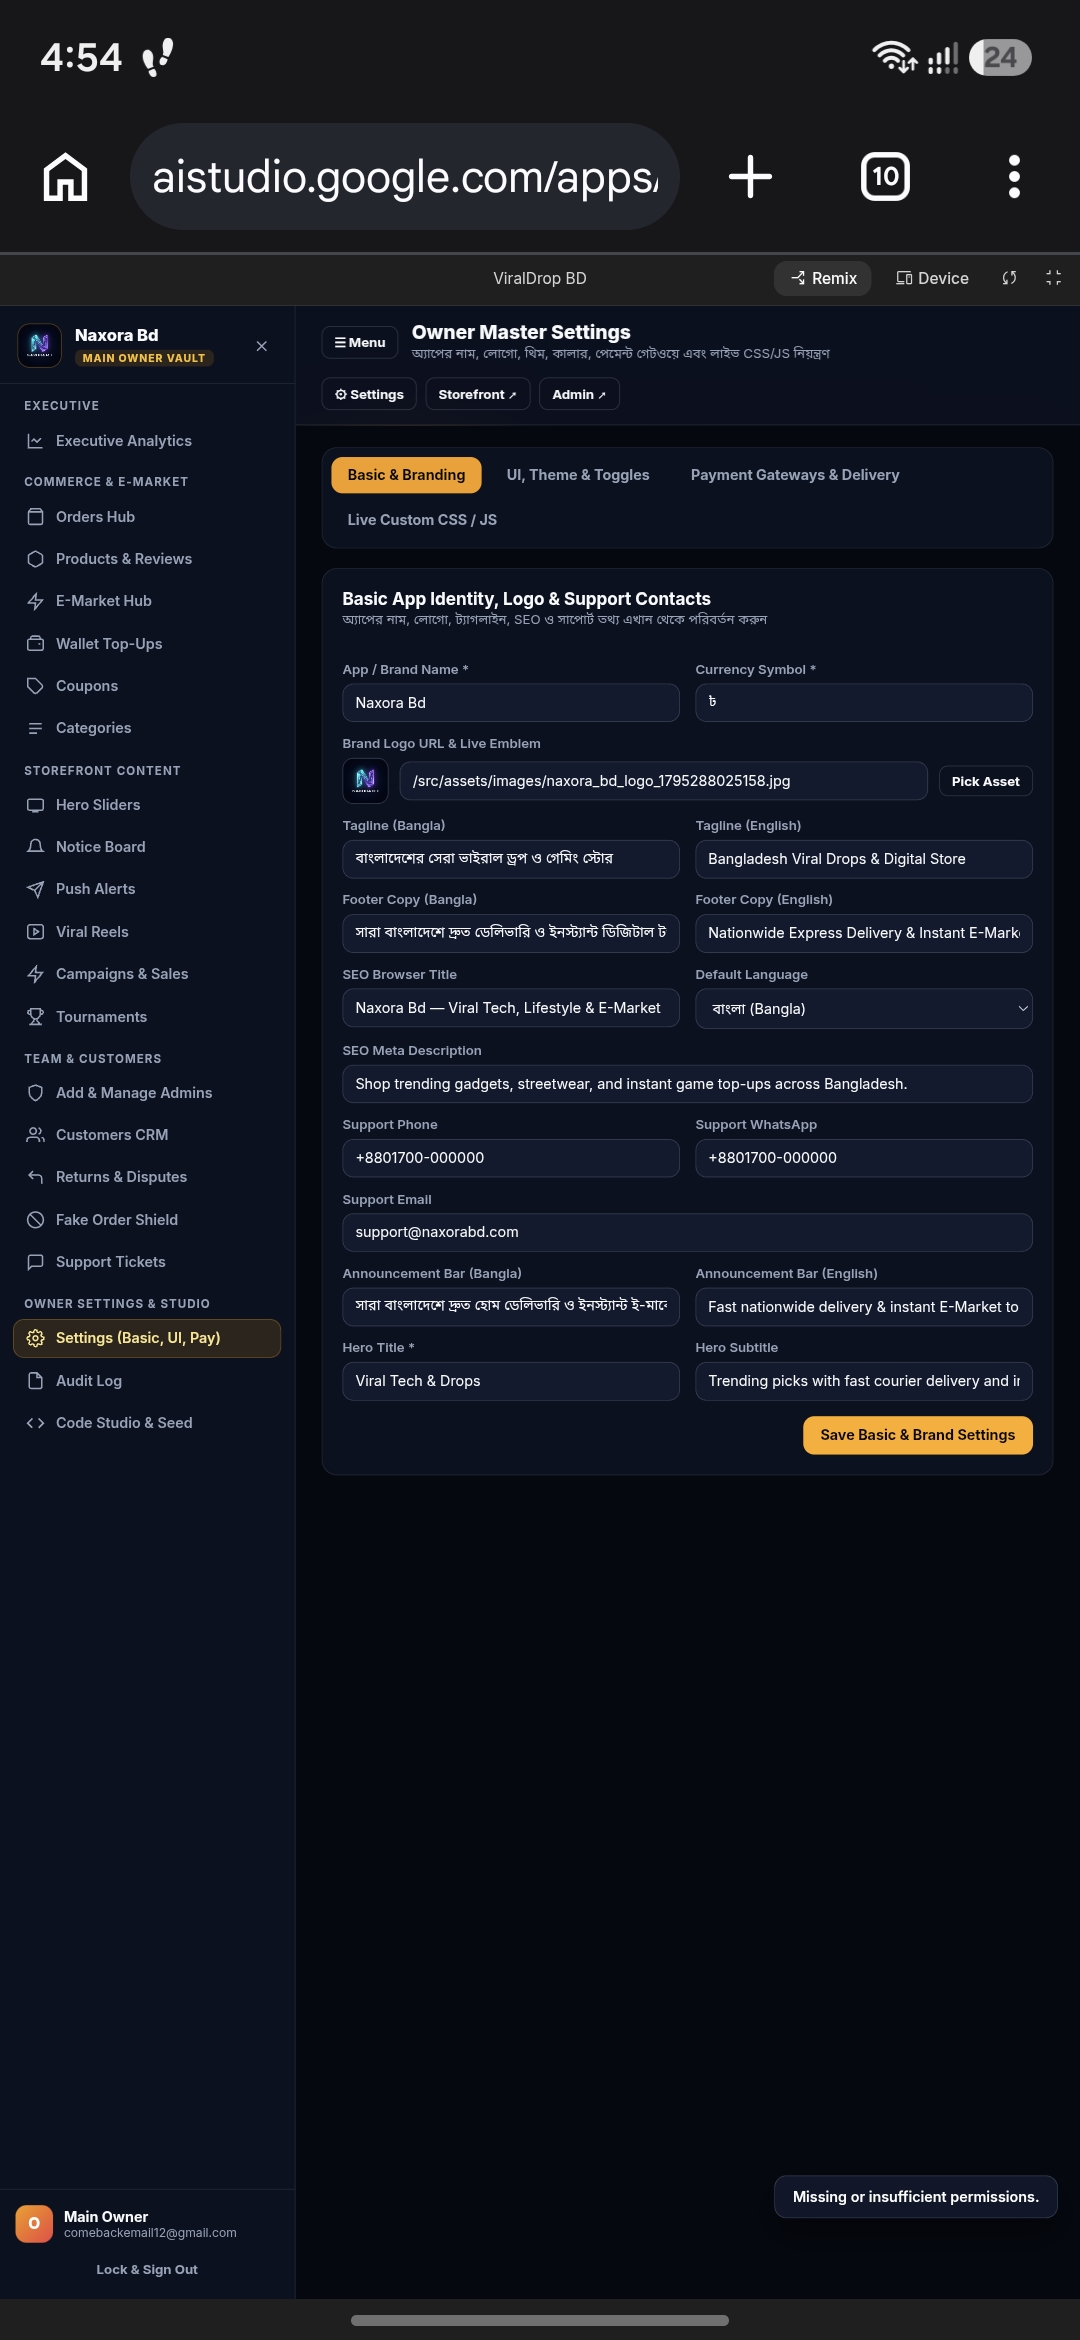 4:54
24
aistudio.google.com/apps/
10
ViralDrop BD
Remix
Device
Naxora Bd
MAIN OWNER VAULT
EXECUTIVE
Executive Analytics
COMMERCE & E-MARKET
Orders Hub
Products & Reviews
E-Market Hub
Wallet Top-Ups
Coupons
Categories
STOREFRONT CONTENT
Hero Sliders
Notice Board
Push Alerts
Viral Reels
Campaigns & Sales
Tournaments
TEAM & CUSTOMERS
Add & Manage Admins
Customers CRM
Returns & Disputes
Fake Order Shield
Support Tickets
OWNER SETTINGS & STUDIO
Settings (Basic, UI, Pay)
Audit Log
Code Studio & Seed
Main Owner
comebackemail12@gmail.com
Lock & Sign Out
☰ Menu
Owner Master Settings
অ্যাপের নাম, লোগো, থিম, কালার, পেমেন্ট গেটওয়ে এবং লাইভ CSS/JS নিয়ন্ত্রণ
⚙ Settings
Storefront ↗
Admin ↗
Basic & Branding
UI, Theme & Toggles
Payment Gateways & Delivery
Live Custom CSS / JS
Basic App Identity, Logo & Support Contacts
অ্যাপের নাম, লোগো, ট্যাগলাইন, SEO ও সাপোর্ট তথ্য এখান থেকে পরিবর্তন করুন
App / Brand Name *
Currency Symbol *
Naxora Bd
৳
Brand Logo URL & Live Emblem
/src/assets/images/naxora_bd_logo_1795288025158.jpg
Pick Asset
Tagline (Bangla)
Tagline (English)
বাংলাদেশের সেরা ভাইরাল ড্রপ ও গেমিং স্টোর
Bangladesh Viral Drops & Digital Store
Footer Copy (Bangla)
Footer Copy (English)
সারা বাংলাদেশে দ্রুত ডেলিভারি ও ইনস্ট্যান্ট ডিজিটাল ট
Nationwide Express Delivery & Instant E-Mark
SEO Browser Title
Default Language
Naxora Bd — Viral Tech, Lifestyle & E-Market
বাংলা (Bangla)
SEO Meta Description
Shop trending gadgets, streetwear, and instant game top-ups across Bangladesh.
Support Phone
Support WhatsApp
+8801700-000000
+8801700-000000
Support Email
support@naxorabd.com
Announcement Bar (Bangla)
Announcement Bar (English)
সারা বাংলাদেশে দ্রুত হোম ডেলিভারি ও ইনস্ট্যান্ট ই-মাকে
Fast nationwide delivery & instant E-Market to
Hero Title *
Hero Subtitle
Viral Tech & Drops
Trending picks with fast courier delivery and in
Save Basic & Brand Settings
Missing or insufficient permissions.